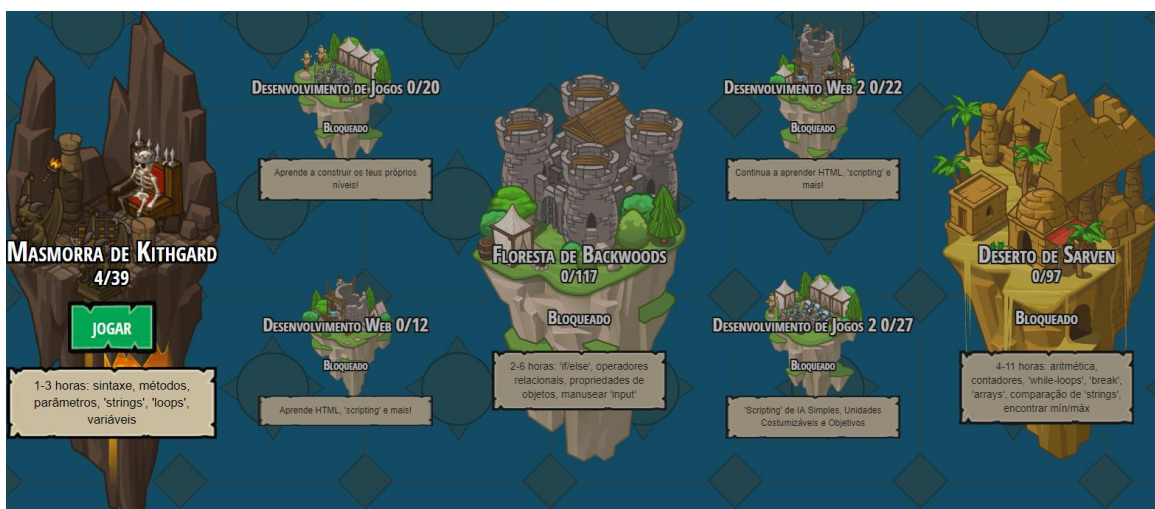 MASMORRA DE KITHGARD
4/39
JOGAR
1-3 horas: sintaxe, métodos,
parâmetros, 'strings', 'loops',
variáveis
DESENVOLVIMENTO DE JOGOS 0/20
BLOQUEADO
Aprende a construir os teus próprios
níveis!
DESENVOLVIMENTO WEB 0/12
BLOQUEADO
Aprende HTML, 'scripting' e mais!
FLORESTA DE BACKWOODS
0/117
BLOQUEADO
2-6 horas: 'if/else', operadores
relacionais, propriedades de
objetos, manusear 'input'
DESENVOLVIMENTO WEB 2 0/22
BLOQUEADO
Continua a aprender HTML, 'scripting' e
mais!
DESENVOLVIMENTO DE JOGOS 2 0/27
BLOQUEADO
'Scripting' de IA Simples, Unidades
Costumizáveis e Objetivos
DESERTO DE SARVEN
0/97
BLOQUEADO
4-11 horas: aritmética,
contadores, 'while-loops', 'break',
'arrays', comparação de 'strings',
encontrar mín/máx